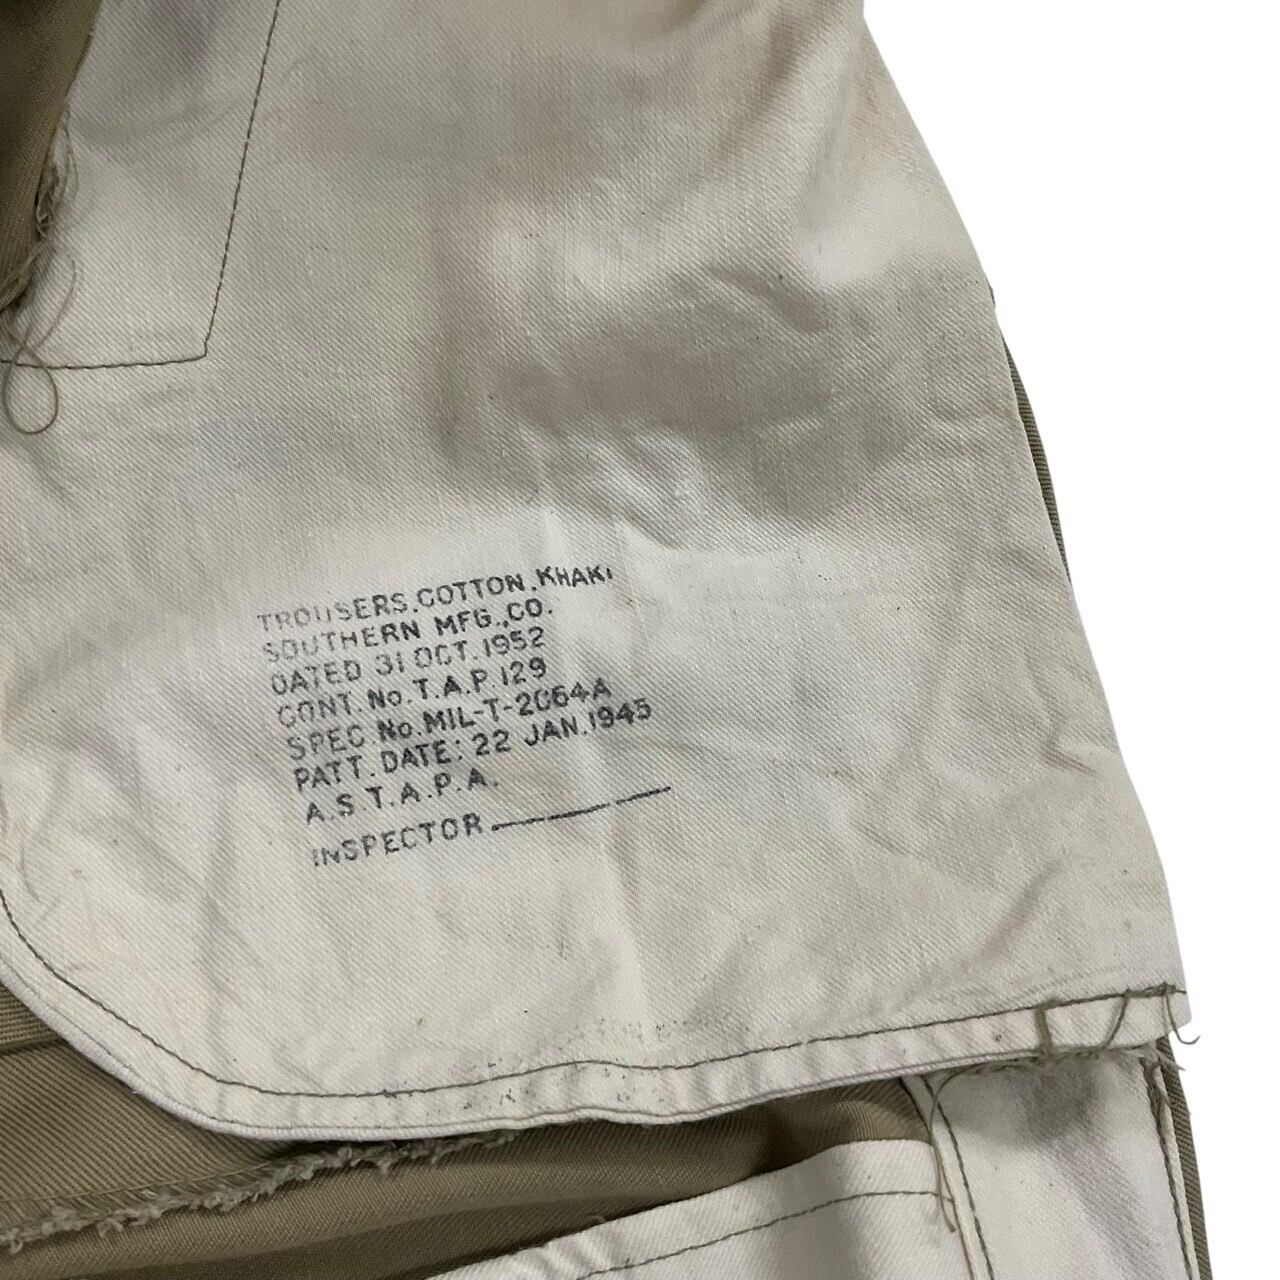 TROUSERS, COTTON, KHAKI
SOUTHERN MFG., CO.
DATED 31 OCT. 1952
CONT. No. T. A. P. 129
SPEC. No. MIL-T-2064A
PATT. DATE: 22 JAN. 1945
A. S. T. A. P. A.
INSPECTOR